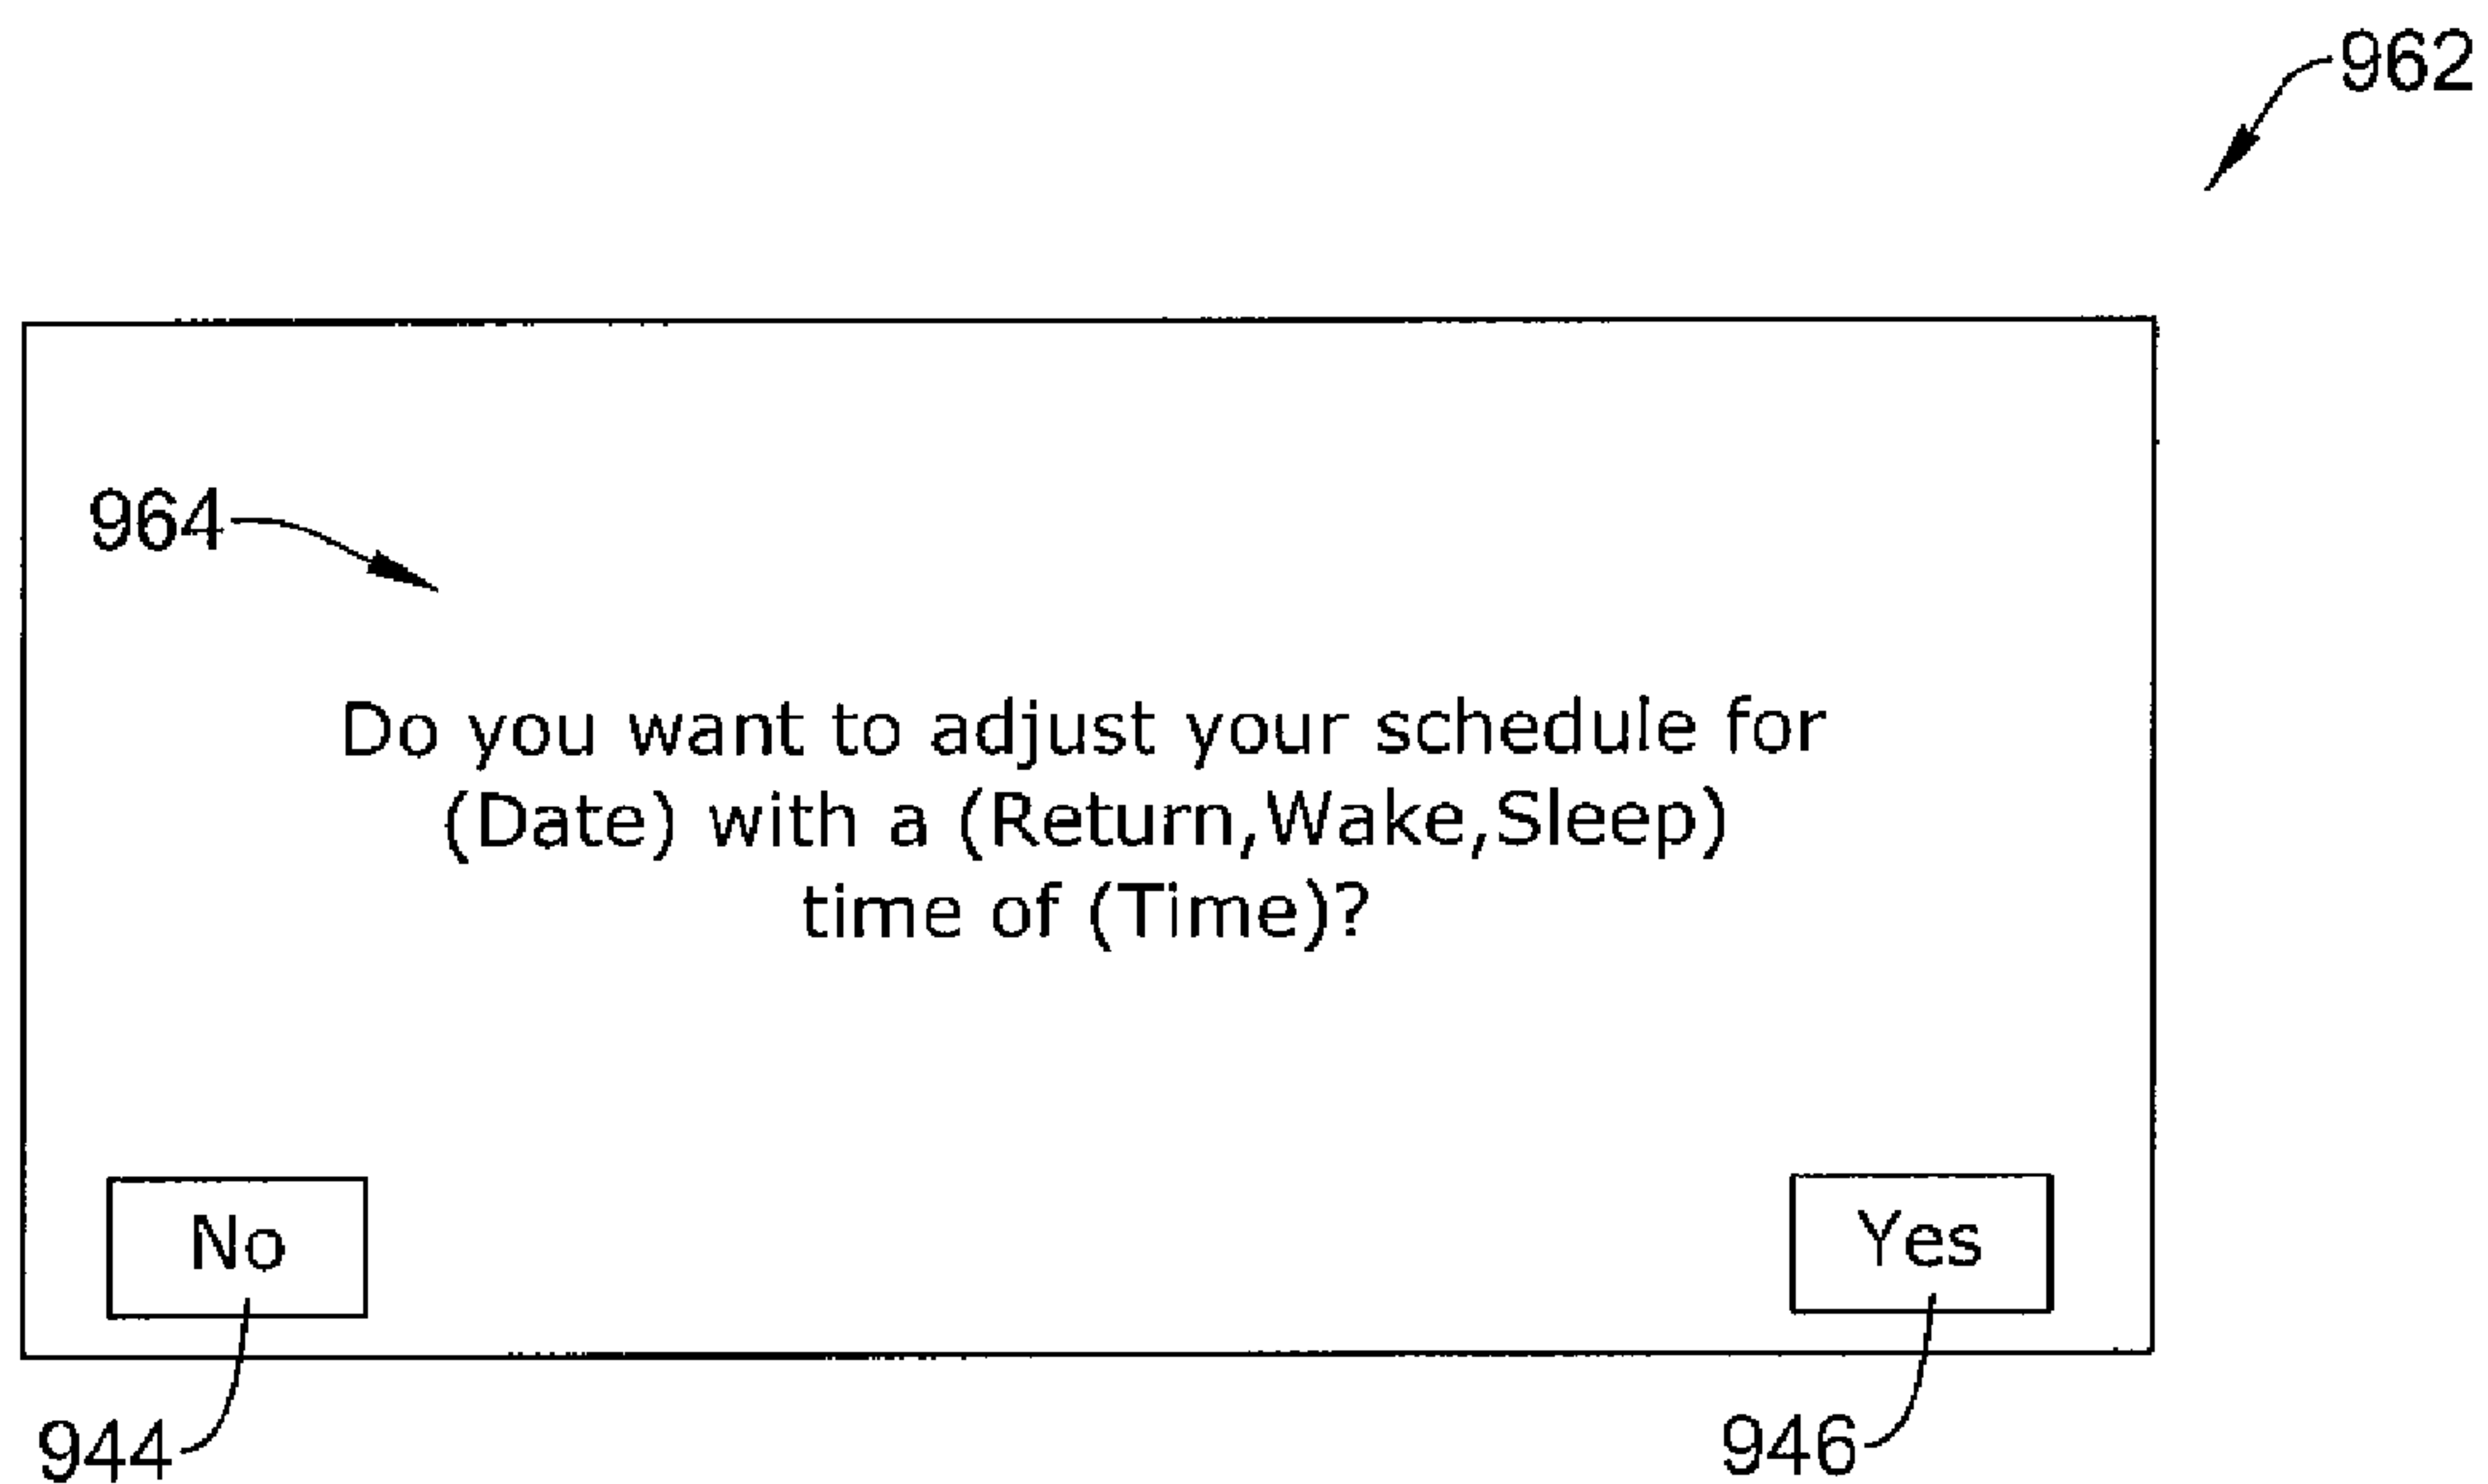 962
964
Do you want to adjust your schedule for
(Date) with a (Return,Wake,Sleep)
time of (Time)?
No
Yes
944
946